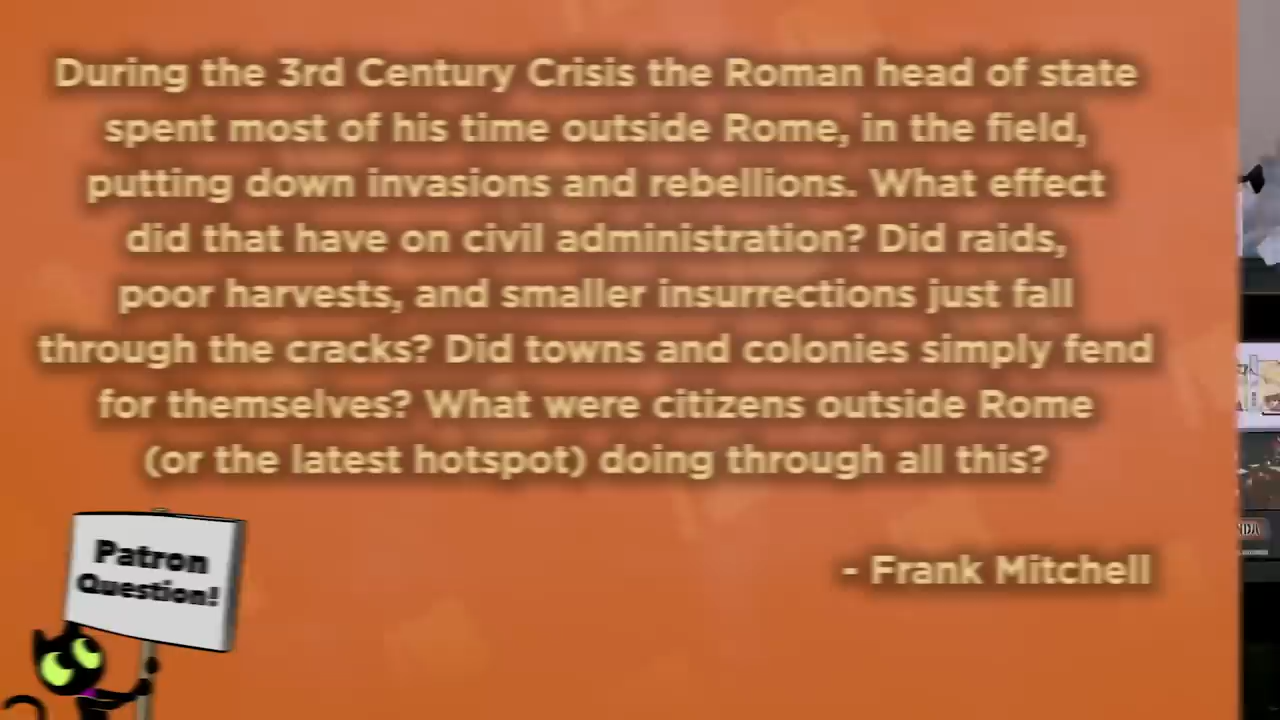 During the 3rd Century Crisis the Roman head of state
spent most of his time outside Rome, in the field,
putting down invasions and rebellions. What effect
did that have on civil administration? Did raids,
poor harvests, and smaller insurrections just fall
through the cracks? Did towns and colonies simply fend
for themselves? What were citizens outside Rome
(or the latest hotspot) doing through all this?
- Frank Mitchell
Patron
Question!